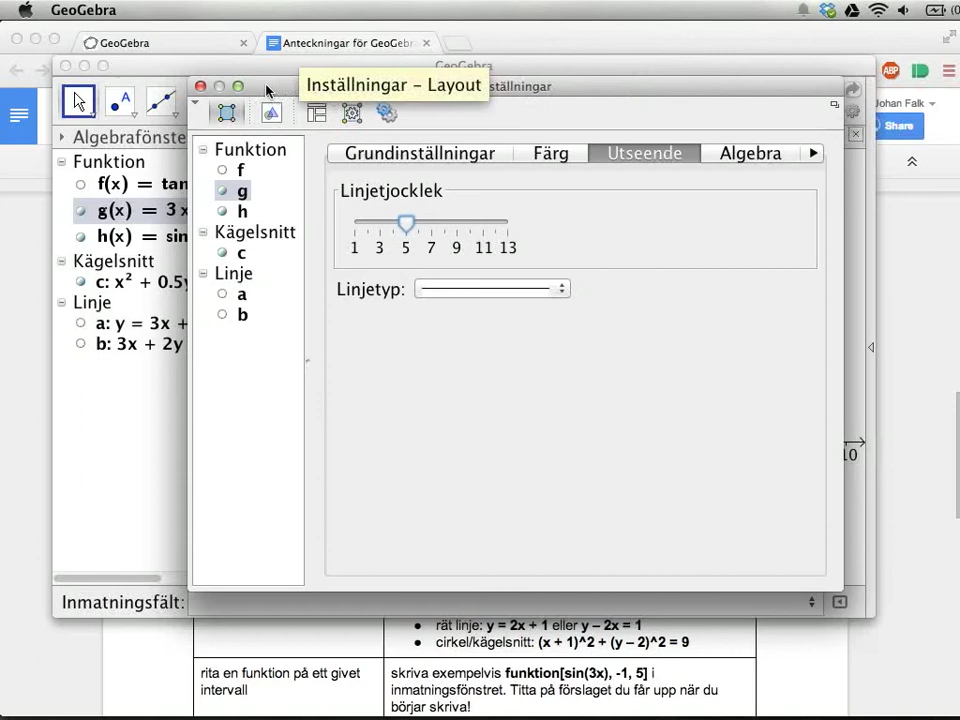 GeoGebra
GeoGebra
Anteckningar för GeoGebr
GeoGebra
Inställningar – Layout
ställningar
ABP
Johan Falk
Share
Algebrafönste
Funktion
f(x) = tan
g(x) = 3 x
h(x) = sin
Kägelsnitt
c: x² + 0.5y
Linje
a: y = 3x +
b: 3x + 2y
Funktion
f
g
h
Kägelsnitt
c
Linje
a
b
Grundinställningar Färg Utseende Algebra
Linjetjocklek
1 3 5 7 9 11 13
Linjetyp:
10
Inmatningsfält:
rät linje: y = 2x + 1 eller y – 2x = 1
cirkel/kägelsnitt: (x + 1)^2 + (y – 2)^2 = 9
rita en funktion på ett givet
intervall
skriva exempelvis funktion[sin(3x), -1, 5] i
inmatningsfönstret. Titta på förslaget du får upp när du
börjar skriva!